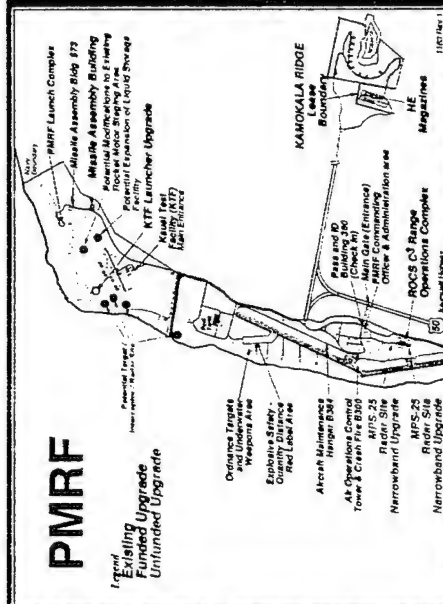 PMRF
Legend
Existing
Funded Upgrade
Unfunded Upgrade
Navy
Boundary
PMRF Launch Complex
Missile Assembly Bldg 573
Missile Assembly Building
Potential Modifications to Existing
Rocket Motor Staging Area
Potential Expansion of Liquid Storage
Facility
KTF Launcher Upgrade
Kauai Test
Facility (KTF)
Main Entrance
Potential Target /
Ordnance Targets
and Underwater
Weapons Area
Explosive Safety
Quantity Distance
Red Label Area
Aircraft Maintenance
Hanger B384
Air Operations Control
Tower & Crash Fire B300
MPS-25
Radar Site
Narrowband Upgrade
MPS-25
Radar Site
Narrowband Upgrade
KAMOKALA RIDGE
Lease
Boundary
HE
Magazines
Pass and ID
Building 350
(Check In)
Main Gate (Entrance)
PMRF Commanding
Officer & Administration area
ROCS C3 Range
Operations Complex
50